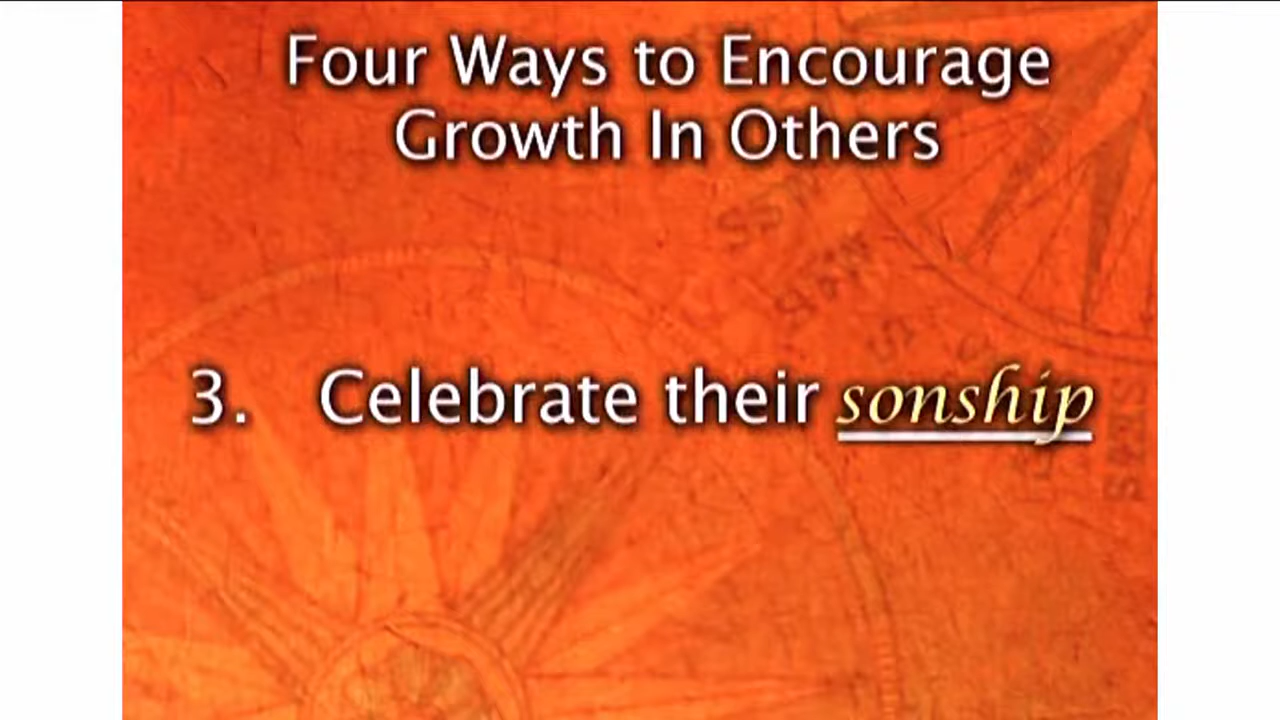 Four Ways to Encourage
Growth In Others
3. Celebrate their sonship